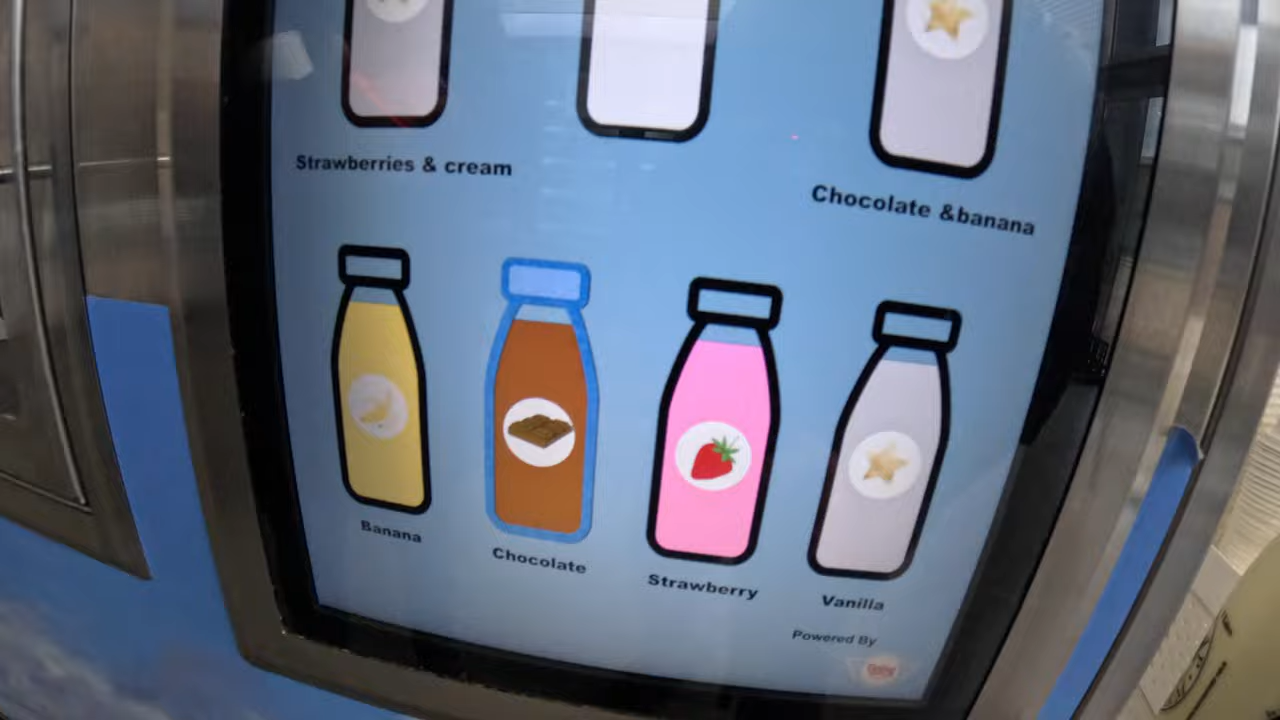 Strawberries & cream
Chocolate &banana
Banana
Chocolate
Strawberry
Vanilla
Powered By